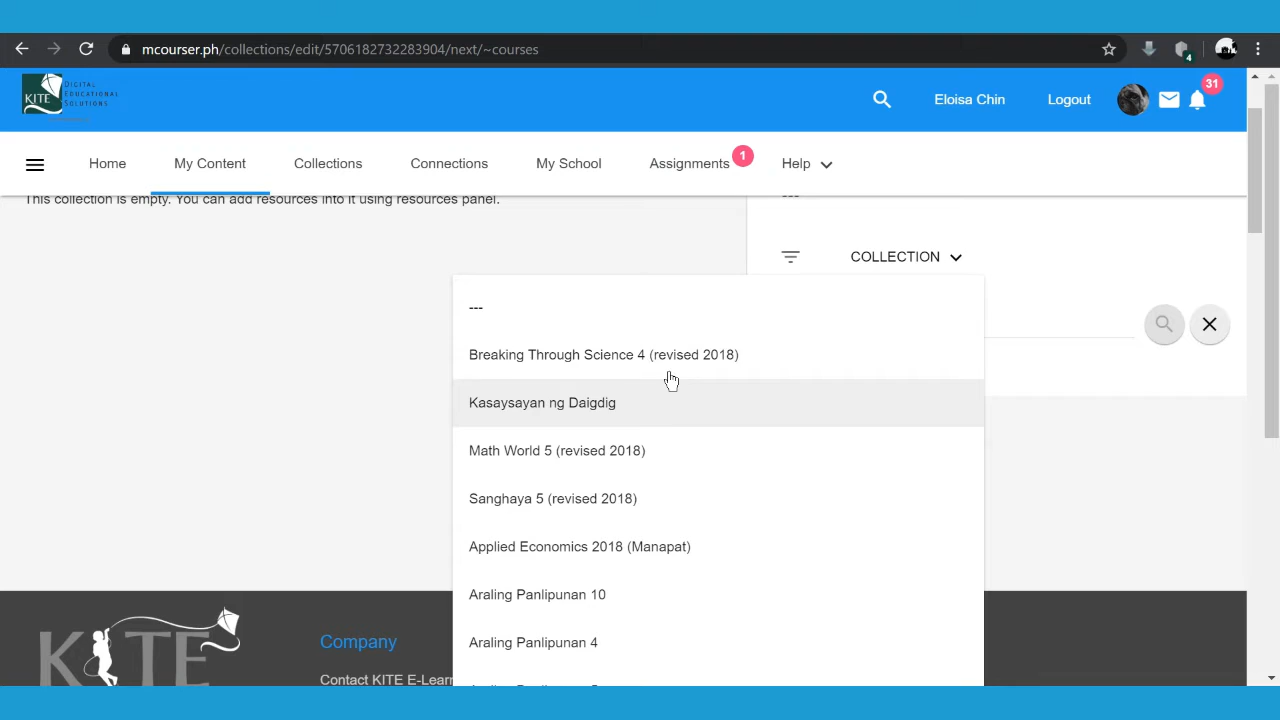 mcourser.ph/collections/edit/5706182732283904/next/~courses
4
KITE DIGITAL EDUCATIONAL SOLUTIONS
Eloisa Chin
Logout
31
Home
My Content
Collections
Connections
My School
Assignments
1
Help
This collection is empty. You can add resources into it using resources panel.
---
COLLECTION
---
Breaking Through Science 4 (revised 2018)
Kasaysayan ng Daigdig
Math World 5 (revised 2018)
Sanghaya 5 (revised 2018)
Applied Economics 2018 (Manapat)
Araling Panlipunan 10
Araling Panlipunan 4
KITE
Company
Contact KITE E-Learn